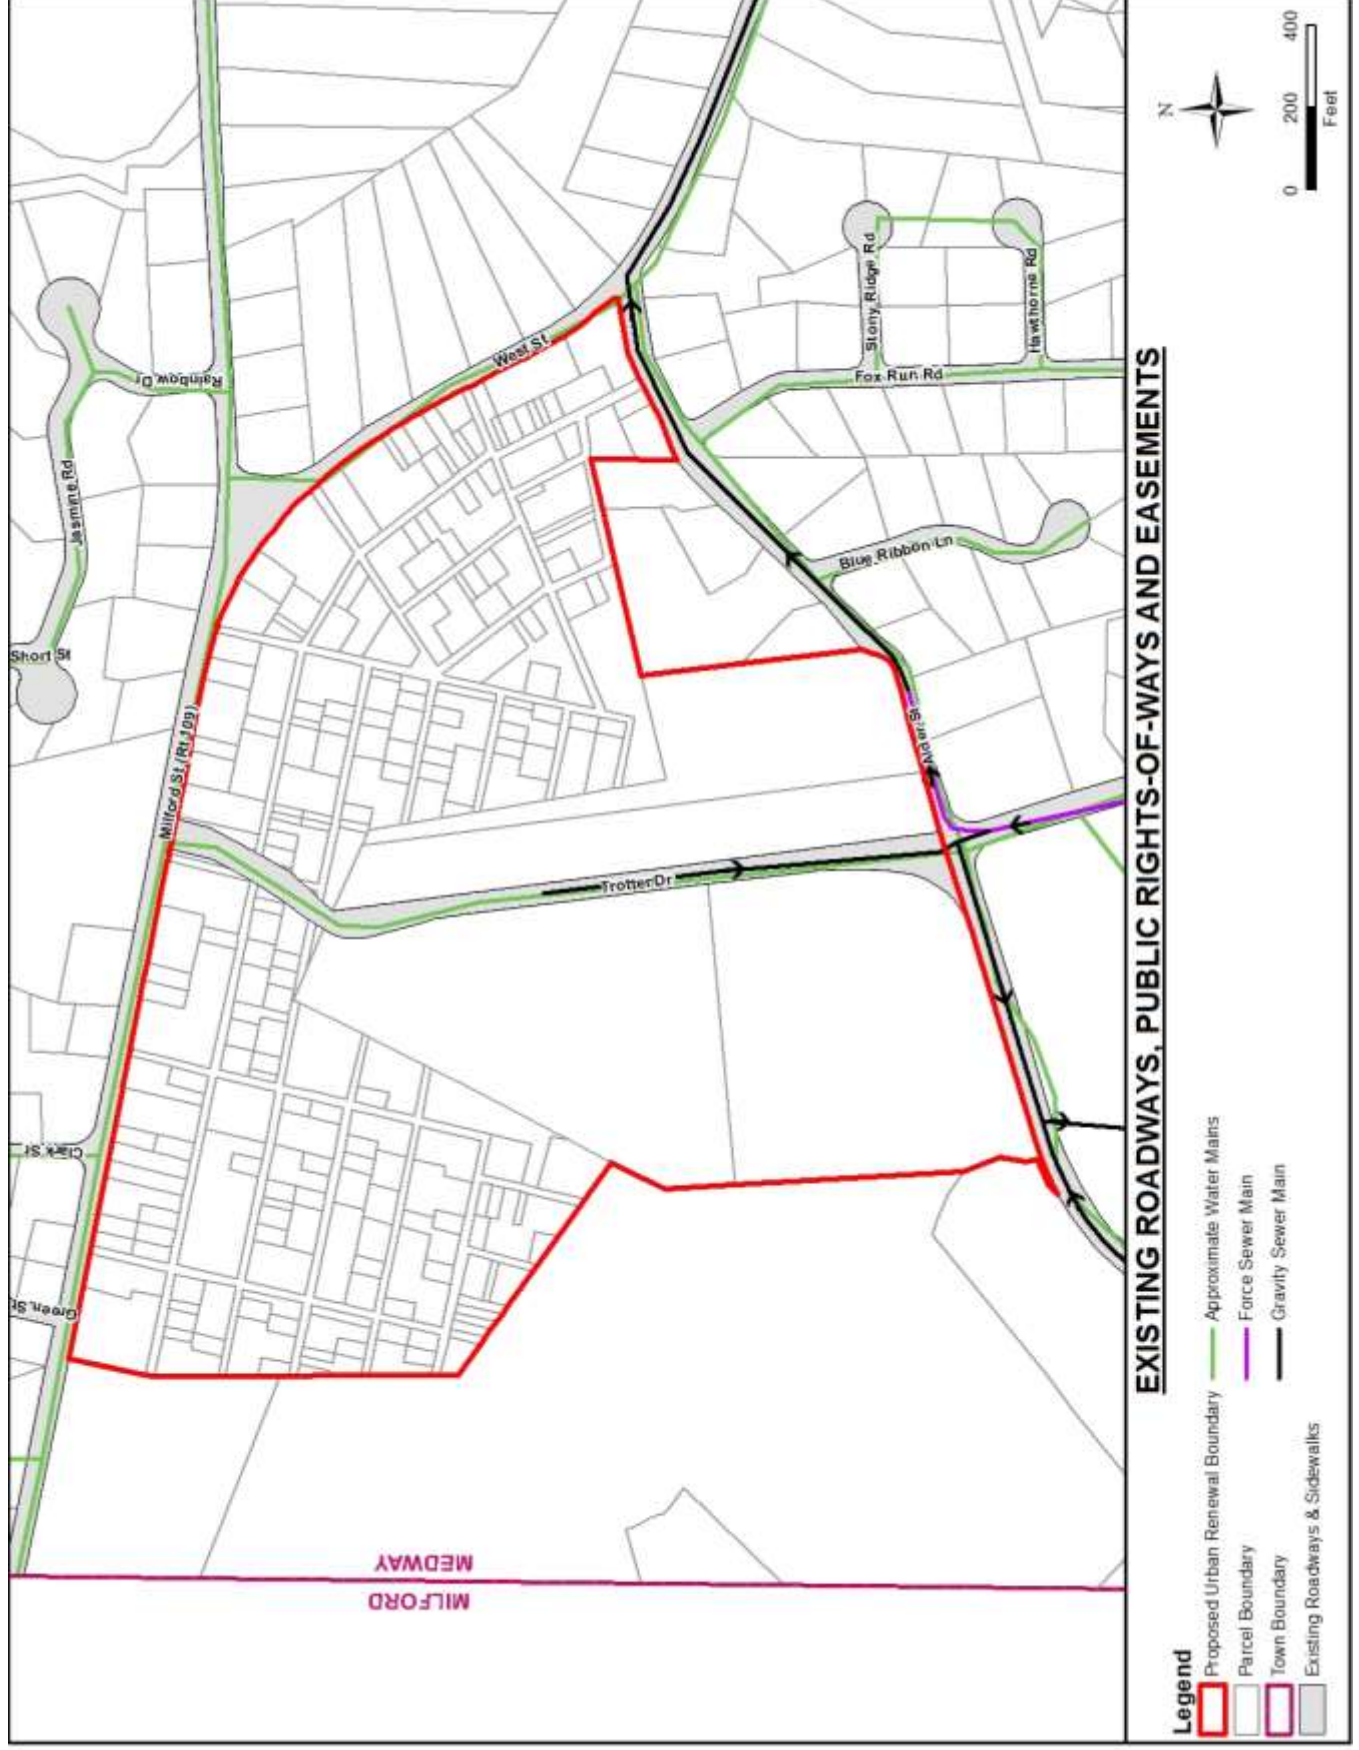 Short St
Jasmine Rd
Rainbow Dr
Clark St
Green St
Milford St (Rt 109)
West St
Trotter Dr
Alder St
Blue Ribbon Ln
Fox Run Rd
Stony Ridge Rd
Hawthorne Rd
MEDWAY
MILFORD
EXISTING ROADWAYS, PUBLIC RIGHTS-OF-WAYS AND EASEMENTS
Legend
Proposed Urban Renewal Boundary
Parcel Boundary
Town Boundary
Existing Roadways & Sidewalks
Approximate Water Mains
Force Sewer Main
Gravity Sewer Main
N
0 200 400
Feet